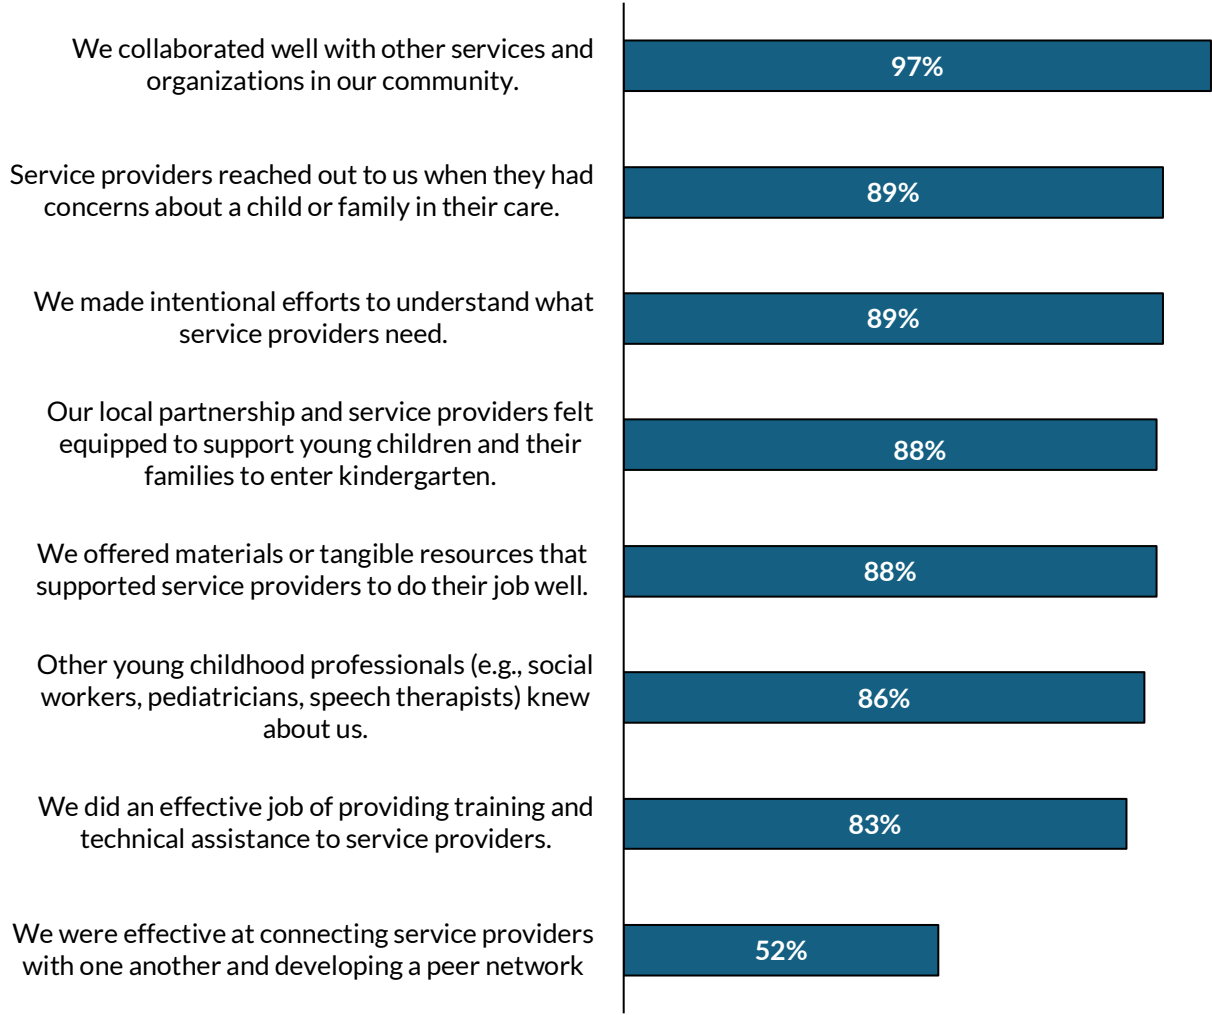 We collaborated well with other services and
organizations in our community.
97%
Service providers reached out to us when they had
concerns about a child or family in their care.
89%
We made intentional efforts to understand what
service providers need.
89%
Our local partnership and service providers felt
equipped to support young children and their
families to enter kindergarten.
88%
We offered materials or tangible resources that
supported service providers to do their job well.
88%
Other young childhood professionals (e.g., social
workers, pediatricians, speech therapists) knew
about us.
86%
We did an effective job of providing training and
technical assistance to service providers.
83%
We were effective at connecting service providers
with one another and developing a peer network
52%